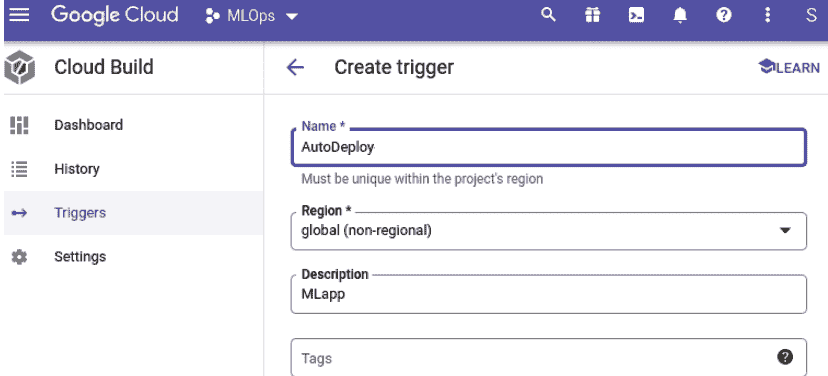 Google Cloud MLOps S
Cloud Build Create trigger LEARN
Dashboard
History
Triggers
Settings
Name *
AutoDeploy
Must be unique within the project's region
Region *
global (non-regional)
Description
MLapp
Tags